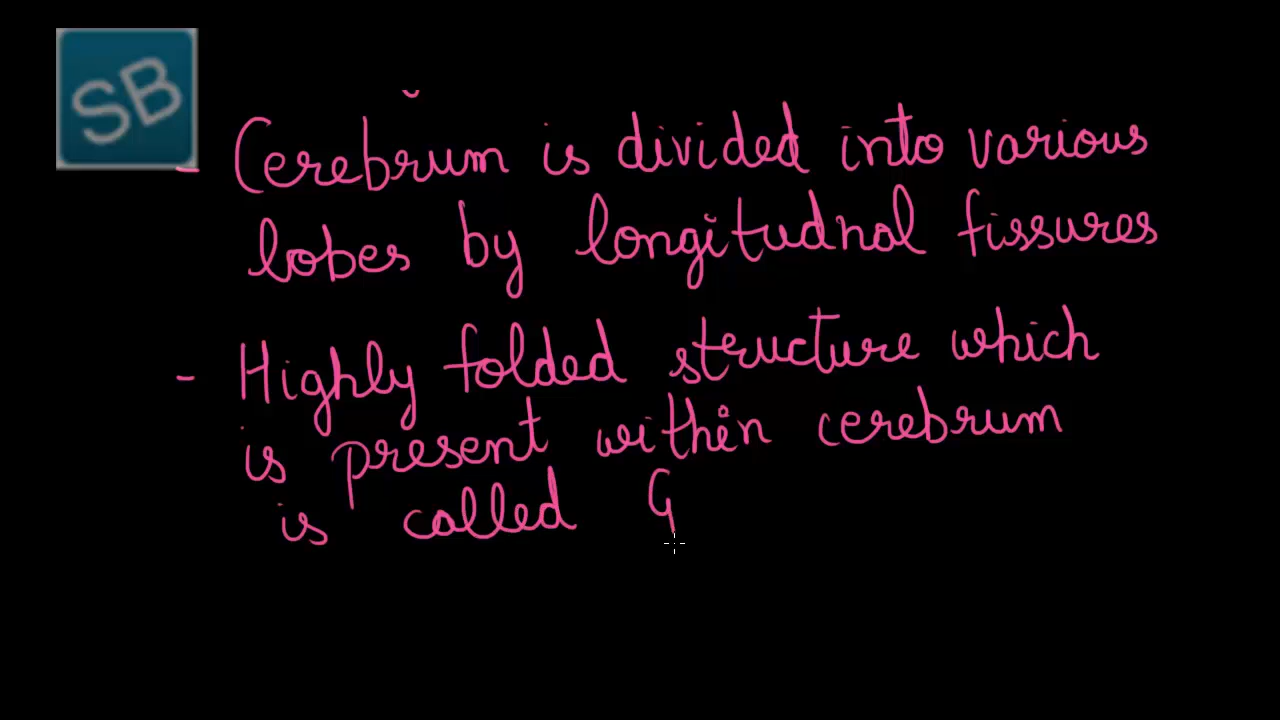 SB
- Cerebrum is divided into various
lobes by longitudnal fissures
- Highly folded structure which
is present within cerebrum
is called G